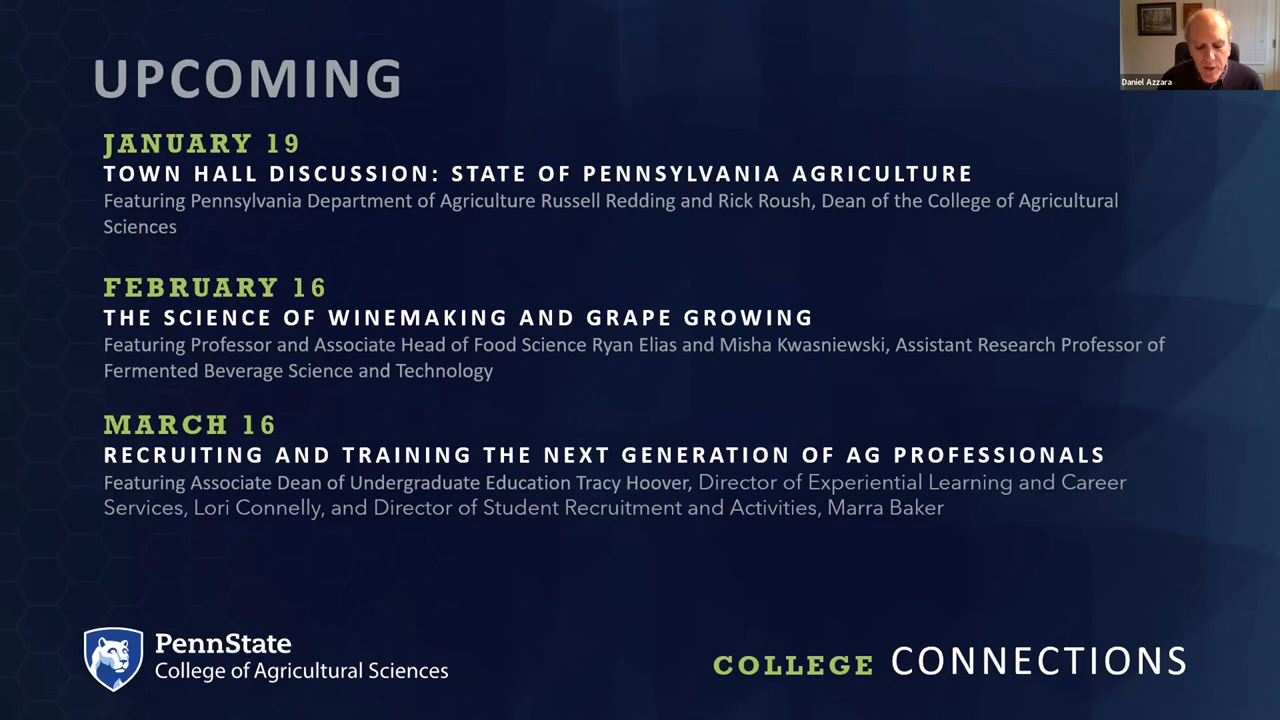 UPCOMING
Daniel Azzara
JANUARY 19
TOWN HALL DISCUSSION: STATE OF PENNSYLVANIA AGRICULTURE
Featuring Pennsylvania Department of Agriculture Russell Redding and Rick Roush, Dean of the College of Agricultural
Sciences
FEBRUARY 16
THE SCIENCE OF WINEMAKING AND GRAPE GROWING
Featuring Professor and Associate Head of Food Science Ryan Elias and Misha Kwasniewski, Assistant Research Professor of
Fermented Beverage Science and Technology
MARCH 16
RECRUITING AND TRAINING THE NEXT GENERATION OF AG PROFESSIONALS
Featuring Associate Dean of Undergraduate Education Tracy Hoover, Director of Experiential Learning and Career
Services, Lori Connelly, and Director of Student Recruitment and Activities, Marra Baker
PennState
College of Agricultural Sciences
COLLEGE CONNECTIONS